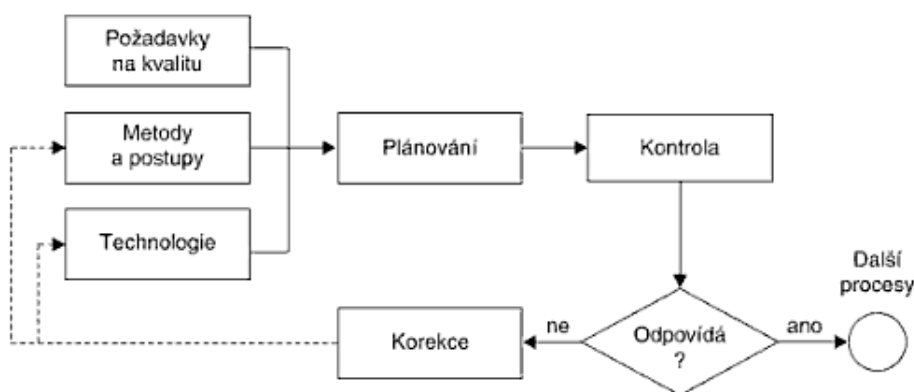 Požadavky
na kvalitu
Metody
a postupy
Plánování
Kontrola
Technologie
Další
procesy
Korekce
ne
Odpovídá
?
ano